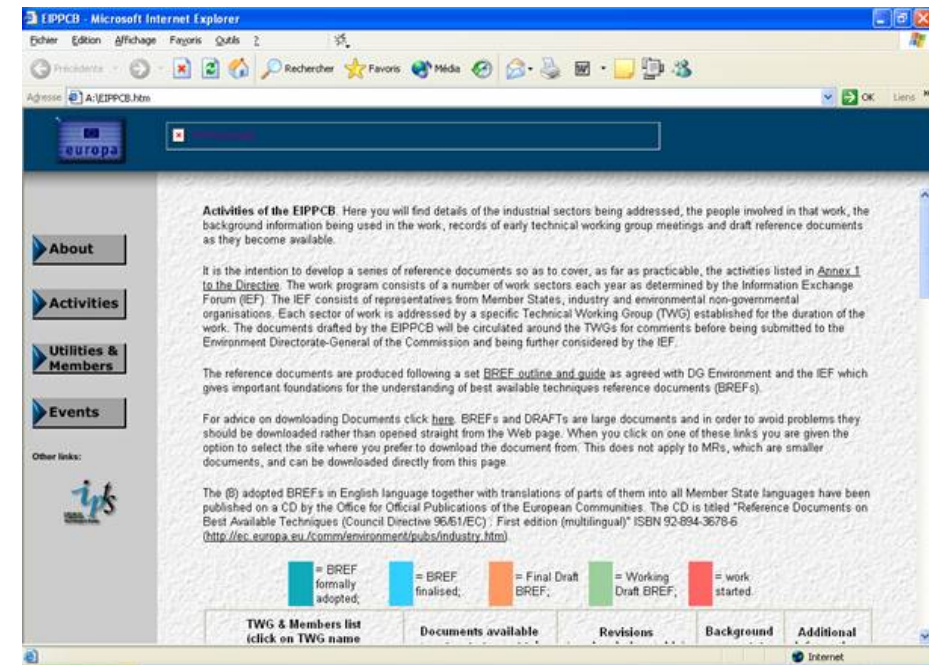 EIPPCB - Microsoft Internet Explorer
Fichier Edition Affichage Favoris Outils ?
Précédente Rechercher Favoris Média
Adresse A:\EIPPCB.htm OK Liens »
europa
About
Activities
Utilities &
Members
Events
Other links:
ipts
Activities of the EIPPCB. Here you will find details of the industrial sectors being addressed, the people involved in that work, the
background information being used in the work, records of early technical working group meetings and draft reference documents
as they become available.
It is the intention to develop a series of reference documents so as to cover, as far as practicable, the activities listed in Annex 1
to the Directive. The work program consists of a number of work sectors each year as determined by the Information Exchange
Forum (IEF). The IEF consists of representatives from Member States, industry and environmental non-governmental
organisations. Each sector of work is addressed by a specific Technical Working Group (TWG) established for the duration of the
work. The documents drafted by the EIPPCB will be circulated around the TWGs for comments before being submitted to the
Environment Directorate-General of the Commission and being further considered by the IEF.
The reference documents are produced following a set BREF outline and guide as agreed with DG Environment and the IEF which
gives important foundations for the understanding of best available techniques reference documents (BREFs).
For advice on downloading Documents click here. BREFs and DRAFTs are large documents and in order to avoid problems they
should be downloaded rather than opened straight from the Web page. When you click on one of these links you are given the
option to select the site where you prefer to download the document from. This does not apply to MRs, which are smaller
documents, and can be downloaded directly from this page
The (8) adopted BREFs in English language together with translations of parts of them into all Member State languages have been
published on a CD by the Office for Official Publications of the European Communities. The CD is titled "Reference Documents on
Best Available Techniques (Council Directive 96/61/EC) : First edition (multilingual)" ISBN 92-894-3678-6
(http://ec.europa.eu./comm/environment/pubs/industry.htm)
= BREF
formally
adopted;
= BREF
finalised;
= Final Draft
BREF;
= Working
Draft BREF;
= work
started.
TWG & Members list
(click on TWG name
Documents available
Revisions
Background
Additional
Internet